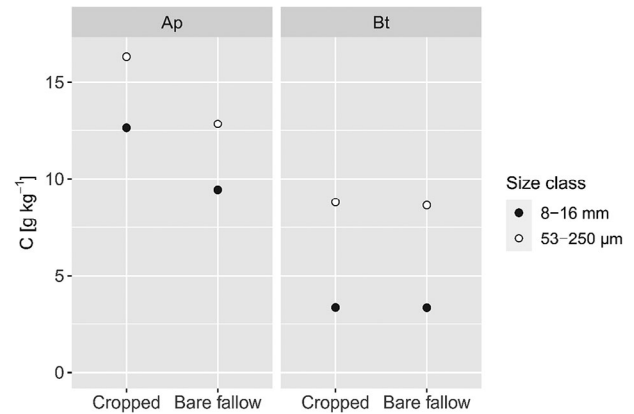 Ap Bt
15
10
5
0
C [g kg⁻¹]
Cropped Bare fallow Cropped Bare fallow
Size class
8−16 mm
53−250 µm